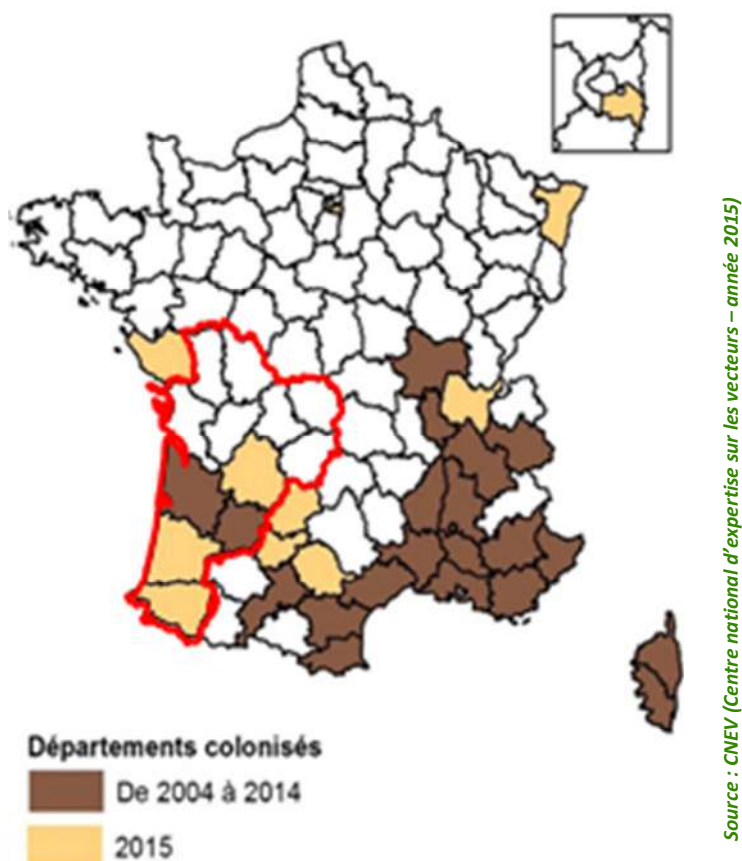 Départements colonisés
De 2004 à 2014
2015
Source : CNEV (Centre national d'expertise sur les vecteurs – année 2015)